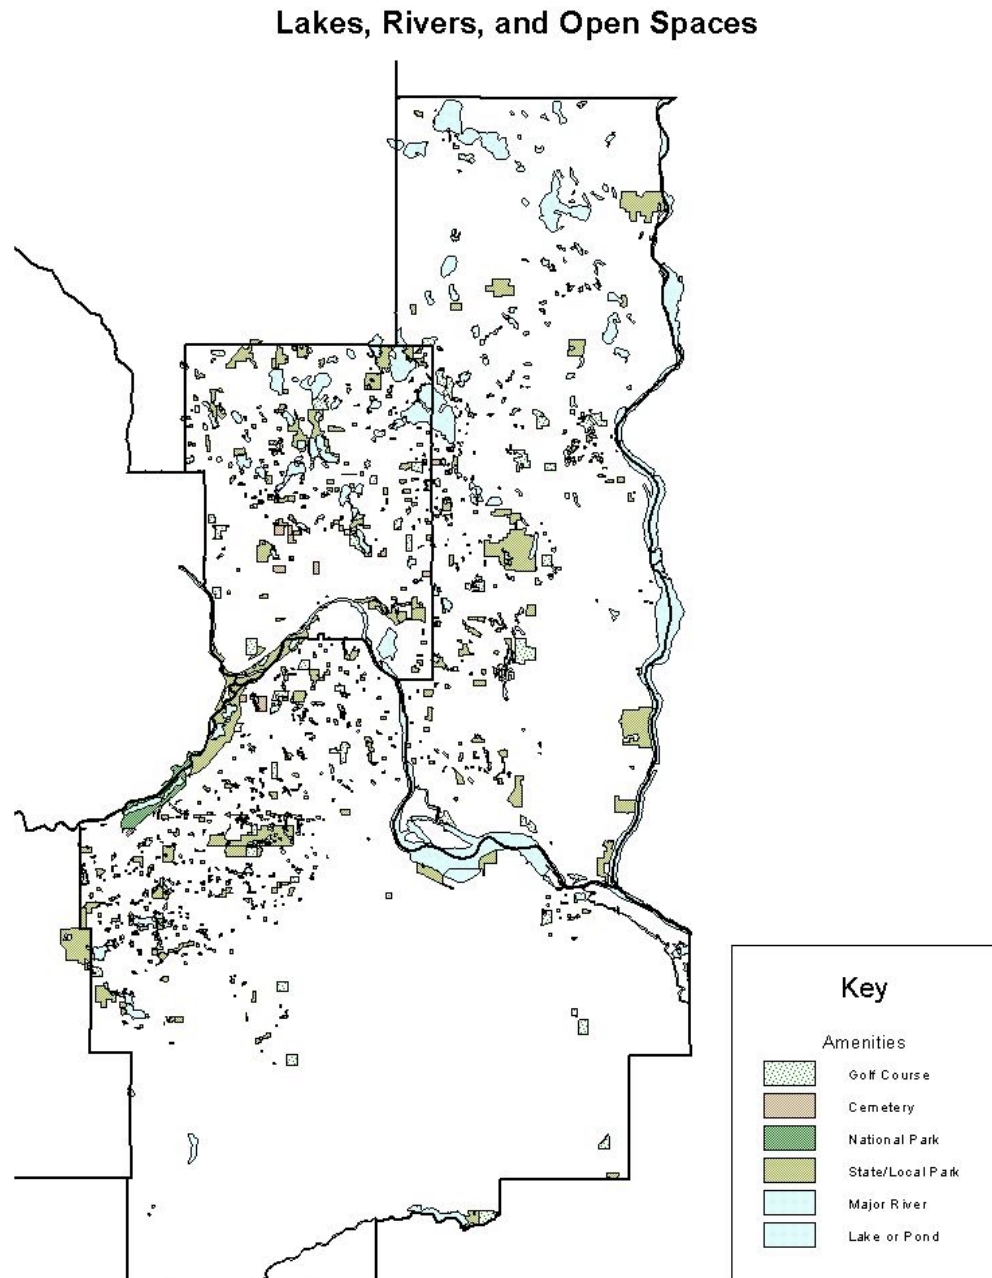 Lakes, Rivers, and Open Spaces
Key
Amenities
Golf Course
Cemetery
National Park
State/Local Park
Major River
Lake or Pond